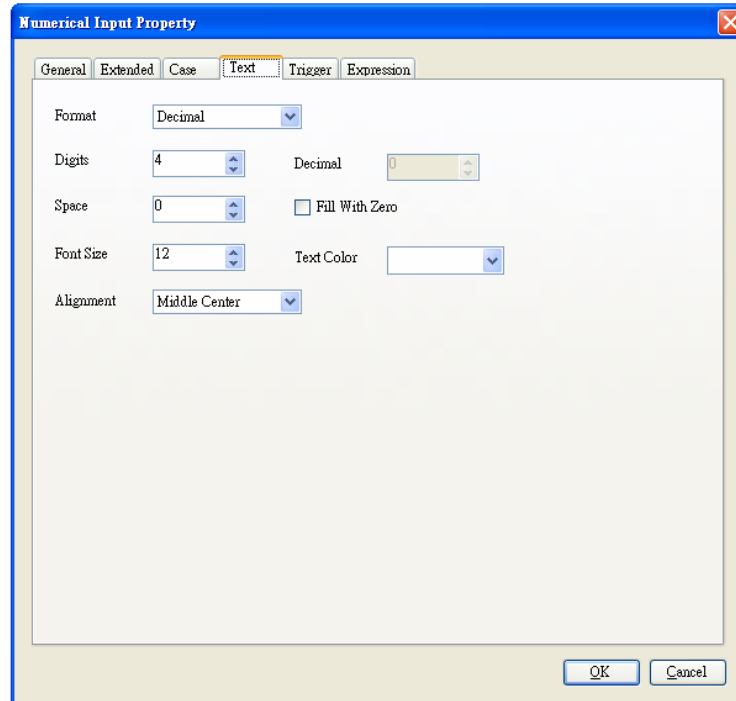 Numerical Input Property
General Extended Case Text Trigger Expression
Format Decimal
Digits 4 Decimal 0
Space 0 Fill With Zero
Font Size 12 Text Color
Alignment Middle Center
OK Cancel